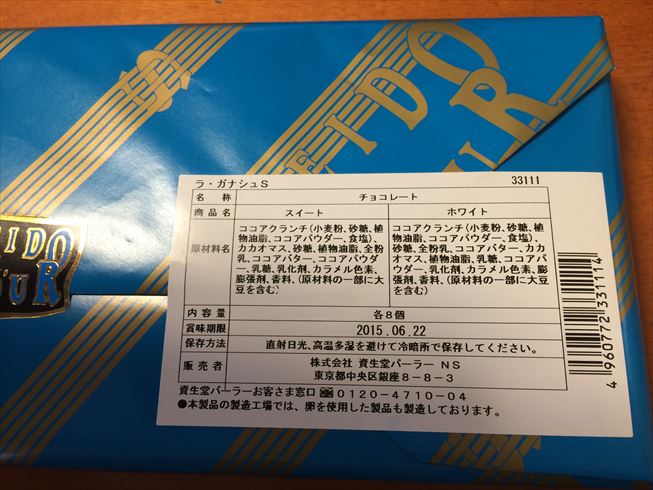 EIDO
UR
IDO
UR
ラ・ガナシュS 33111
名 称 チョコレート
商品名 スイート ホワイト
原材料名
ココアクランチ(小麦粉、砂糖、植
物油脂、ココアパウダー、食塩)、
カカオマス、砂糖、植物油脂、全粉
乳、ココアバター、ココアパウダ
ー、乳糖、乳化剤、カラメル色素、
膨張剤、香料、(原材料の一部に大
豆を含む)
ココアクランチ(小麦粉、砂糖、植
物油脂、ココアパウダー、食塩)、
砂糖、全粉乳、ココアバター、カカ
オマス、植物油脂、乳糖、ココアパ
ウダー、乳化剤、カラメル色素、膨
張剤、香料、(原材料の一部に大豆
を含む)
内容量 各8個
賞味期限 2015.06.22
保存方法 直射日光、高温多湿を避けて冷暗所で保存してください。
販売者 株式会社 資生堂パーラー NS
東京都中央区銀座8-8-3
資生堂パーラーお客さま窓口 0120-4710-04
●本製品の製造工場では、卵を使用した製品も製造しております。
4 960772 331114